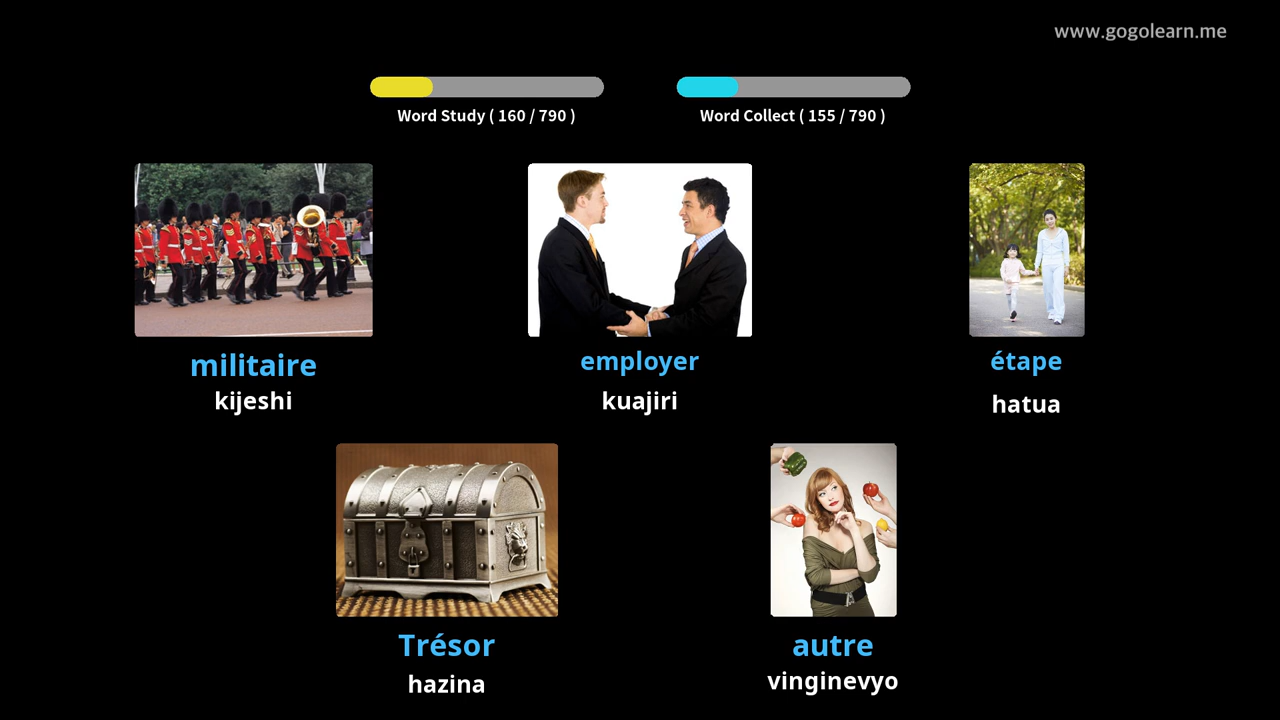 www.gogolearn.me
Word Study ( 160 / 790 )
Word Collect ( 155 / 790 )
militaire
kijeshi
employer
kuajiri
étape
hatua
Trésor
hazina
autre
vinginevyo